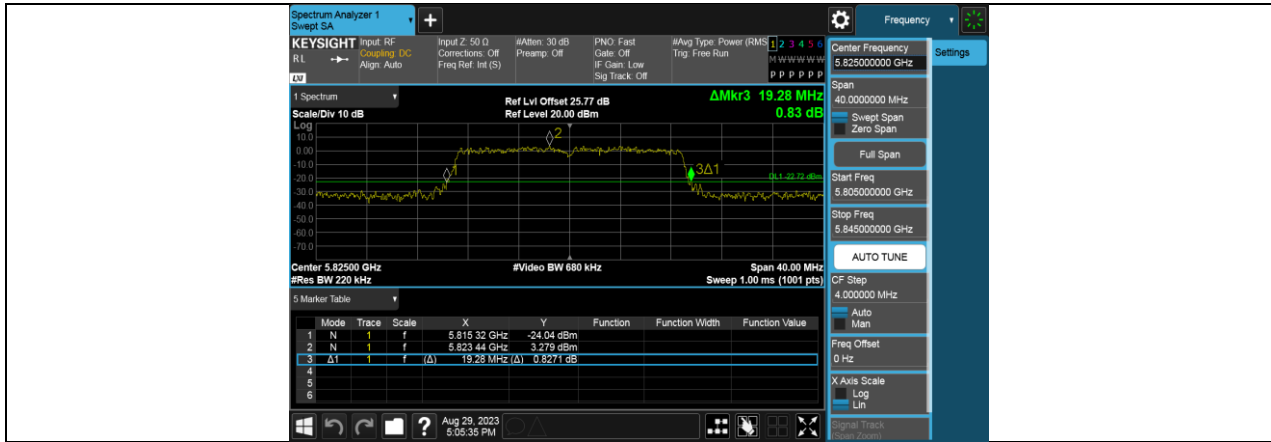 Spectrum Analyzer 1
Swept SA
+
Frequency
KEYSIGHT
RL
LXI
Input: RF
Coupling: DC
Align: Auto
Input Z: 50 Ω
Corrections: Off
Freq Ref: Int (S)
#Atten: 30 dB
Preamp: Off
PNO: Fast
Gate: Off
IF Gain: Low
Sig Track: Off
#Avg Type: Power (RMS
Trig: Free Run
1 2 3 4 5 6
M W W W W W
P P P P P P
1 Spectrum
Scale/Div 10 dB
Ref Lvl Offset 25.77 dB
Ref Level 20.00 dBm
ΔMkr3 19.28 MHz
0.83 dB
Log
10.0
0.00
-10.0
-20.0
-30.0
-40.0
-50.0
-60.0
-70.0
1
2
3Δ1
DL1 -22.72 dBm
Center 5.82500 GHz
#Video BW 680 kHz
Span 40.00 MHz
#Res BW 220 kHz
Sweep 1.00 ms (1001 pts)
5 Marker Table
Mode Trace Scale X Y Function Function Width Function Value
1 N 1 f 5.815 32 GHz -24.04 dBm
2 N 1 f 5.823 44 GHz 3.279 dBm
3 Δ1 1 f (Δ) 19.28 MHz (Δ) 0.8271 dB
4
5
6
?
Aug 29, 2023
5:05:35 PM
Center Frequency
5.825000000 GHz
Settings
Span
40.0000000 MHz
Swept Span
Zero Span
Full Span
Start Freq
5.805000000 GHz
Stop Freq
5.845000000 GHz
AUTO TUNE
CF Step
4.000000 MHz
Auto
Man
Freq Offset
0 Hz
X Axis Scale
Log
Lin
Signal Track
(Span Zoom)